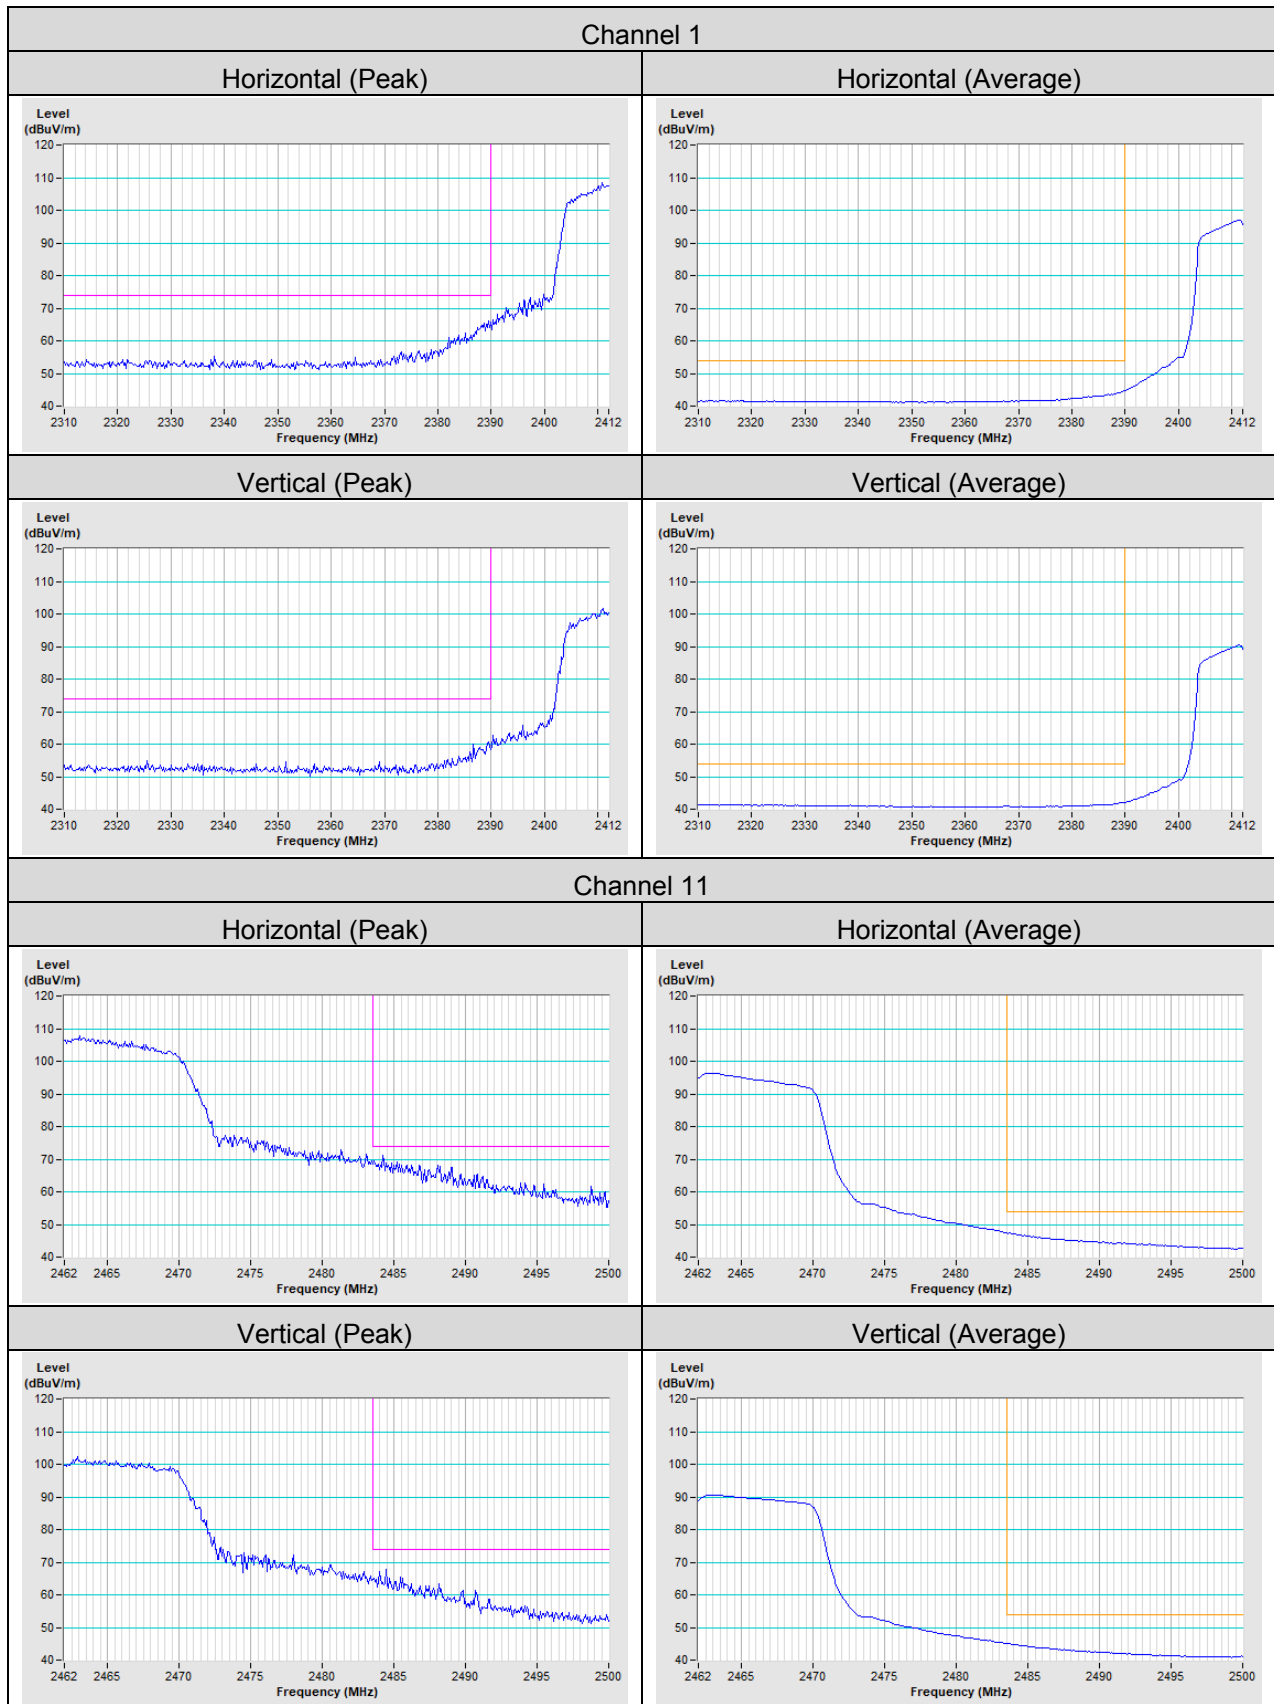 Channel 1
Horizontal (Peak)
Horizontal (Average)
Level
(dBuV/m)
120
110
100
90
80
70
60
50
40
2310 2320 2330 2340 2350 2360 2370 2380 2390 2400 2412
Frequency (MHz)
Level
(dBuV/m)
120
110
100
90
80
70
60
50
40
2310 2320 2330 2340 2350 2360 2370 2380 2390 2400 2412
Frequency (MHz)
Vertical (Peak)
Vertical (Average)
Level
(dBuV/m)
120
110
100
90
80
70
60
50
40
2310 2320 2330 2340 2350 2360 2370 2380 2390 2400 2412
Frequency (MHz)
Level
(dBuV/m)
120
110
100
90
80
70
60
50
40
2310 2320 2330 2340 2350 2360 2370 2380 2390 2400 2412
Frequency (MHz)
Channel 11
Horizontal (Peak)
Horizontal (Average)
Level
(dBuV/m)
120
110
100
90
80
70
60
50
40
2462 2465 2470 2475 2480 2485 2490 2495 2500
Frequency (MHz)
Level
(dBuV/m)
120
110
100
90
80
70
60
50
40
2462 2465 2470 2475 2480 2485 2490 2495 2500
Frequency (MHz)
Vertical (Peak)
Vertical (Average)
Level
(dBuV/m)
120
110
100
90
80
70
60
50
40
2462 2465 2470 2475 2480 2485 2490 2495 2500
Frequency (MHz)
Level
(dBuV/m)
120
110
100
90
80
70
60
50
40
2462 2465 2470 2475 2480 2485 2490 2495 2500
Frequency (MHz)